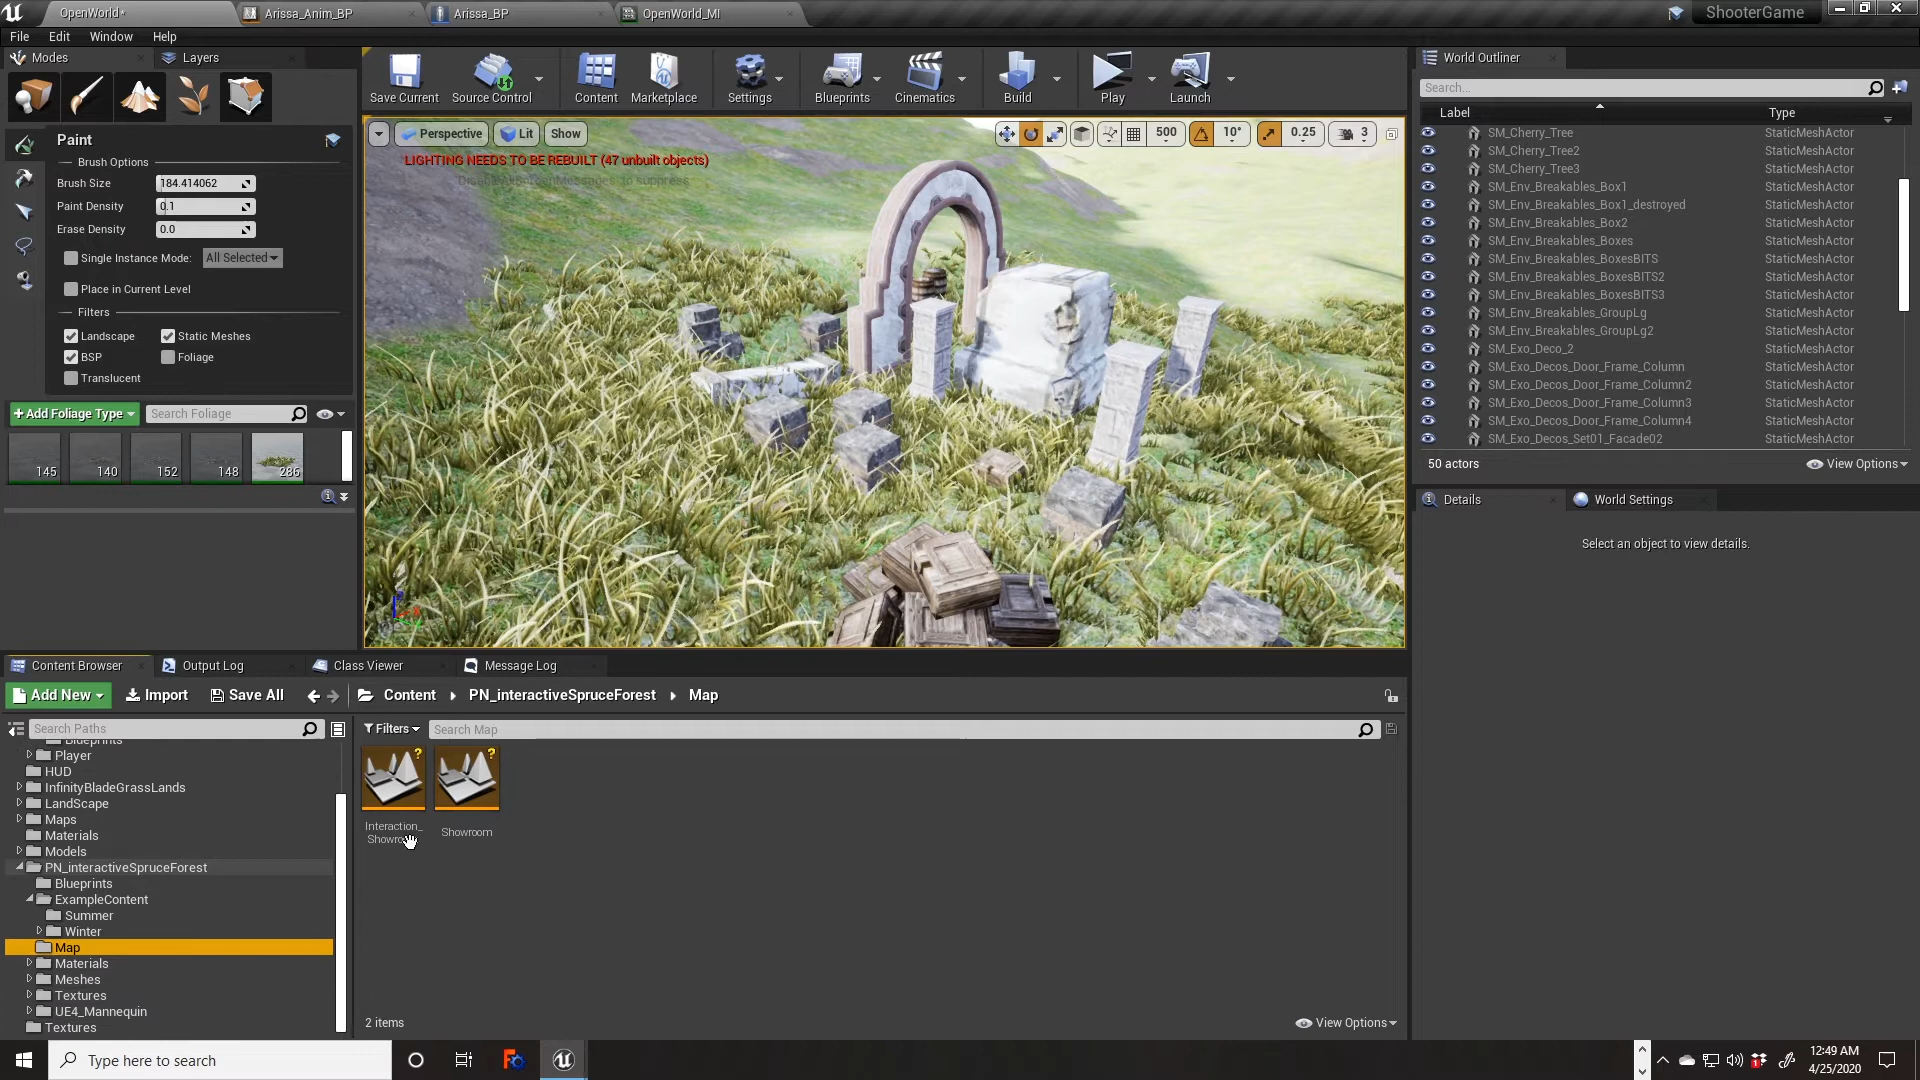 OpenWorld*
Arissa_Anim_BP
Arissa_BP
OpenWorld_MI
ShooterGame
File Edit Window Help
Modes
Layers
Paint
Brush Options
Brush Size 184.414062
Paint Density 0.1
Erase Density 0.0
Single Instance Mode: All Selected
Place in Current Level
Filters
Landscape Static Meshes
BSP Foliage
Translucent
Add Foliage Type
Search Foliage
145 140 152 148 286
Save Current
Source Control
Content
Marketplace
Settings
Blueprints
Cinematics
Build
Play
Launch
Perspective Lit Show
500 10° 0.25 3
LIGHTING NEEDS TO BE REBUILT (47 unbuilt objects)
'DisableAllScreenMessages' to suppress
World Outliner
Search...
Label Type
SM_Cherry_Tree StaticMeshActor
SM_Cherry_Tree2 StaticMeshActor
SM_Cherry_Tree3 StaticMeshActor
SM_Env_Breakables_Box1 StaticMeshActor
SM_Env_Breakables_Box1_destroyed StaticMeshActor
SM_Env_Breakables_Box2 StaticMeshActor
SM_Env_Breakables_Boxes StaticMeshActor
SM_Env_Breakables_BoxesBITS StaticMeshActor
SM_Env_Breakables_BoxesBITS2 StaticMeshActor
SM_Env_Breakables_BoxesBITS3 StaticMeshActor
SM_Env_Breakables_GroupLg StaticMeshActor
SM_Env_Breakables_GroupLg2 StaticMeshActor
SM_Exo_Deco_2 StaticMeshActor
SM_Exo_Decos_Door_Frame_Column StaticMeshActor
SM_Exo_Decos_Door_Frame_Column2 StaticMeshActor
SM_Exo_Decos_Door_Frame_Column3 StaticMeshActor
SM_Exo_Decos_Door_Frame_Column4 StaticMeshActor
SM_Exo_Decos_Set01_Facade02 StaticMeshActor
50 actors
View Options
Details
World Settings
Select an object to view details.
Content Browser
Output Log
Class Viewer
Message Log
Add New Import Save All Content PN_interactiveSpruceForest Map
Search Paths
Filters
Search Map
Blueprints
Player
HUD
InfinityBladeGrassLands
LandScape
Maps
Materials
Models
PN_interactiveSpruceForest
Blueprints
ExampleContent
Summer
Winter
Map
Materials
Meshes
Textures
UE4_Mannequin
Textures
Interaction_
Showroom
2 items
View Options
Type here to search
12:49 AM
4/25/2020